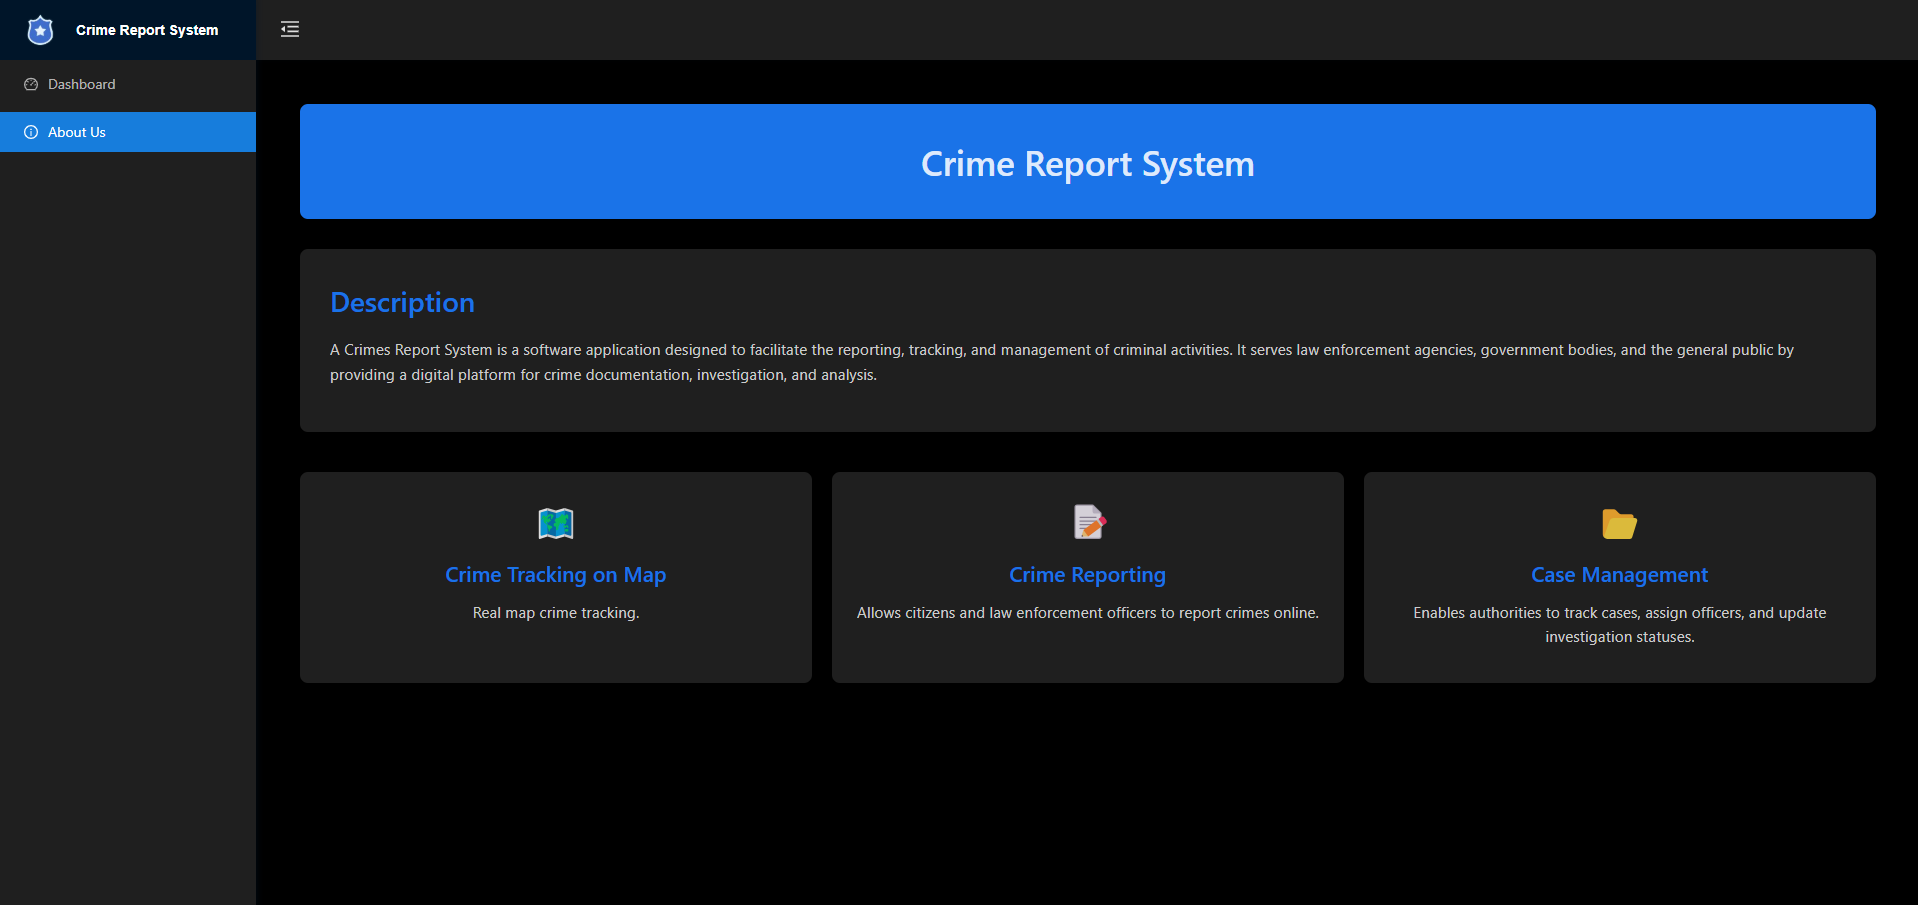 Crime Report System
Dashboard
About Us
Crime Report System
Description
A Crimes Report System is a software application designed to facilitate the reporting, tracking, and management of criminal activities. It serves law enforcement agencies, government bodies, and the general public by
providing a digital platform for crime documentation, investigation, and analysis.
Crime Tracking on Map
Real map crime tracking.
Crime Reporting
Allows citizens and law enforcement officers to report crimes online.
Case Management
Enables authorities to track cases, assign officers, and update
investigation statuses.